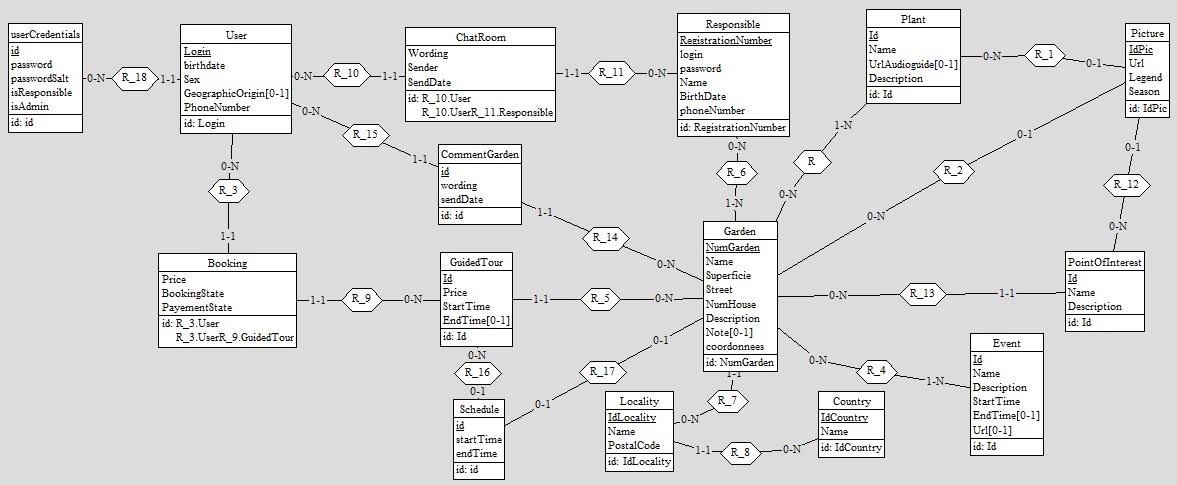 userCredentials
id
password
passwordSalt
isResponsible
isAdmin
id: id
0-N
R_18
1-1
User
Login
birthdate
Sex
GeographicOrigin[0-1]
PhoneNumber
id: Login
0-N
R_10
1-1
ChatRoom
Wording
Sender
SendDate
id: R_10.User
R_10.UserR_11.Responsible
1-1
R_11
0-N
Responsible
RegistrationNumber
login
password
Name
BirthDate
phoneNumber
id: RegistrationNumber
Plant
Id
Name
UrlAudioguide[0-1]
Description
id: Id
0-N
R_1
0-1
Picture
IdPic
Url
Legend
Season
id: IdPic
0-N
R_15
1-1
CommentGarden
id
wording
sendDate
id: id
1-1
R_14
0-N
0-N
R_3
1-1
0-N
R_6
1-N
1-N
R
0-N
0-1
R_2
0-N
0-1
R_12
0-N
Booking
Price
BookingState
PayementState
id: R_3.User
R_3.UserR_9.GuidedTour
1-1
R_9
0-N
GuidedTour
Id
Price
StartTime
EndTime[0-1]
id: Id
1-1
R_5
0-N
Garden
NumGarden
Name
Superficie
Street
NumHouse
Description
Note[0-1]
coordonnees
id: NumGarden
0-N
R_13
1-1
PointOfInterest
Id
Name
Description
id: Id
0-N
R_16
0-1
Schedule
id
startTime
endTime
id: id
0-1
R_17
0-1
1-1
R_7
0-N
Locality
IdLocality
Name
PostalCode
id: IdLocality
1-1
R_8
0-N
Country
IdCountry
Name
id: IdCountry
0-N
R_4
1-N
Event
Id
Name
Description
StartTime
EndTime[0-1]
Url[0-1]
id: Id